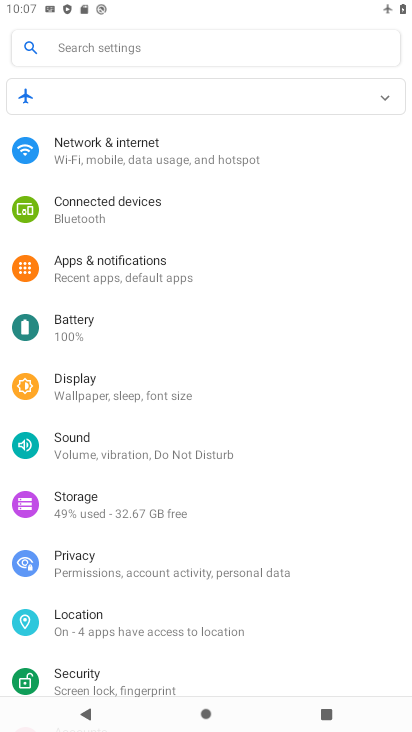 10:07
Search settings
Network & internet
Wi-Fi, mobile, data usage, and hotspot
Connected devices
Bluetooth
Apps & notifications
Recent apps, default apps
Battery
100%
Display
Wallpaper, sleep, font size
Sound
Volume, vibration, Do Not Disturb
Storage
49% used - 32.67 GB free
Privacy
Permissions, account activity, personal data
Location
On - 4 apps have access to location
Security
Screen lock, fingerprint
Accounts